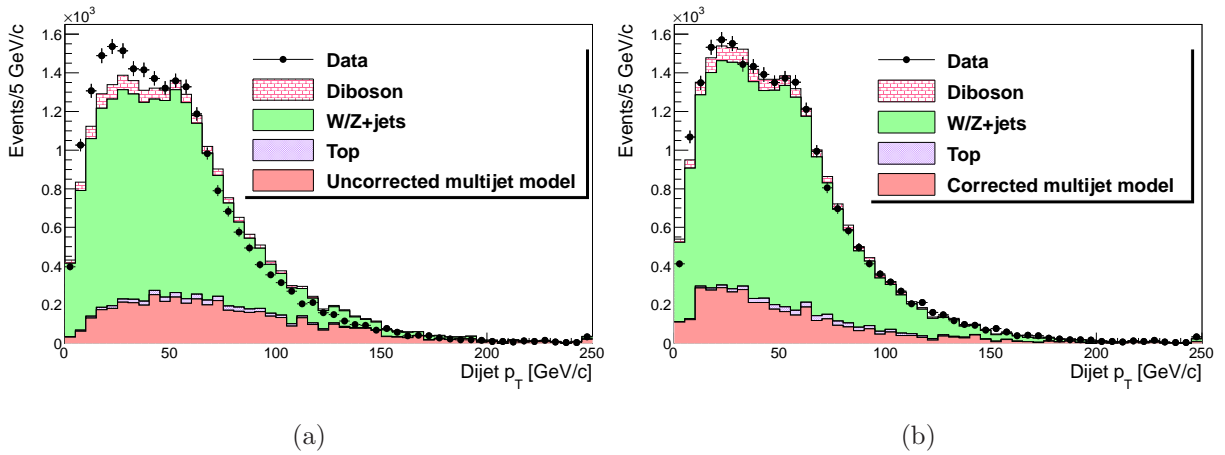 ×10³
Events/5 GeV/c
1.6
1.4
1.2
1
0.8
0.6
0.4
0.2
0
0 50 100 150 200 250
Dijet p_T [GeV/c]
Data
Diboson
W/Z+jets
Top
Uncorrected multijet model
(a)
×10³
Events/5 GeV/c
1.6
1.4
1.2
1
0.8
0.6
0.4
0.2
0
0 50 100 150 200 250
Dijet p_T [GeV/c]
Data
Diboson
W/Z+jets
Top
Corrected multijet model
(b)